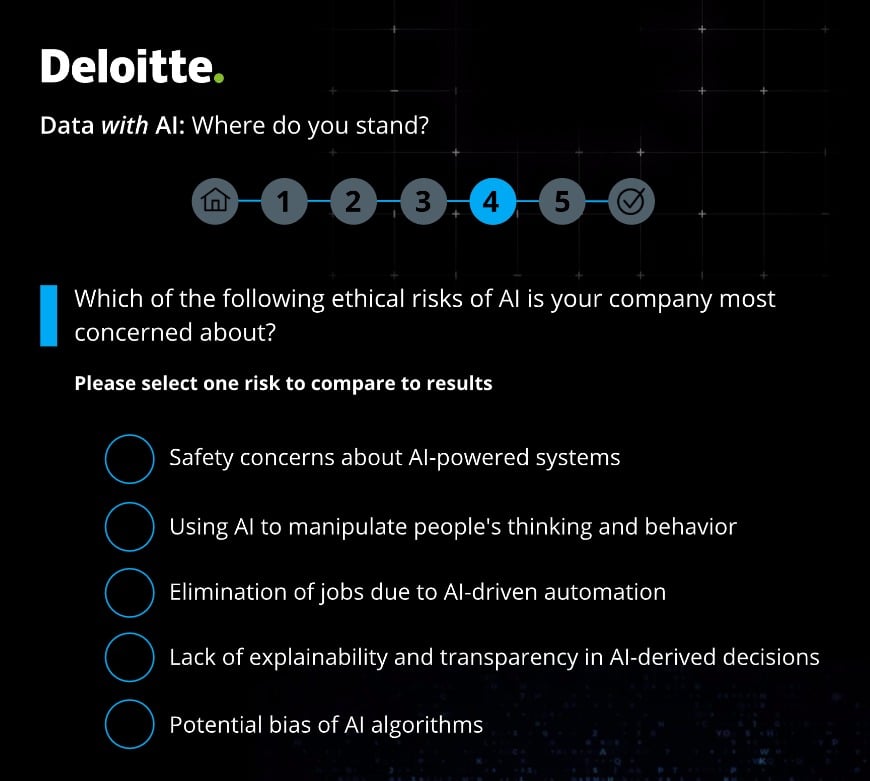 Deloitte.
Data with AI: Where do you stand?
1 2 3 4 5
Which of the following ethical risks of AI is your company most
concerned about?
Please select one risk to compare to results
Safety concerns about AI-powered systems
Using AI to manipulate people's thinking and behavior
Elimination of jobs due to AI-driven automation
Lack of explainability and transparency in AI-derived decisions
Potential bias of AI algorithms